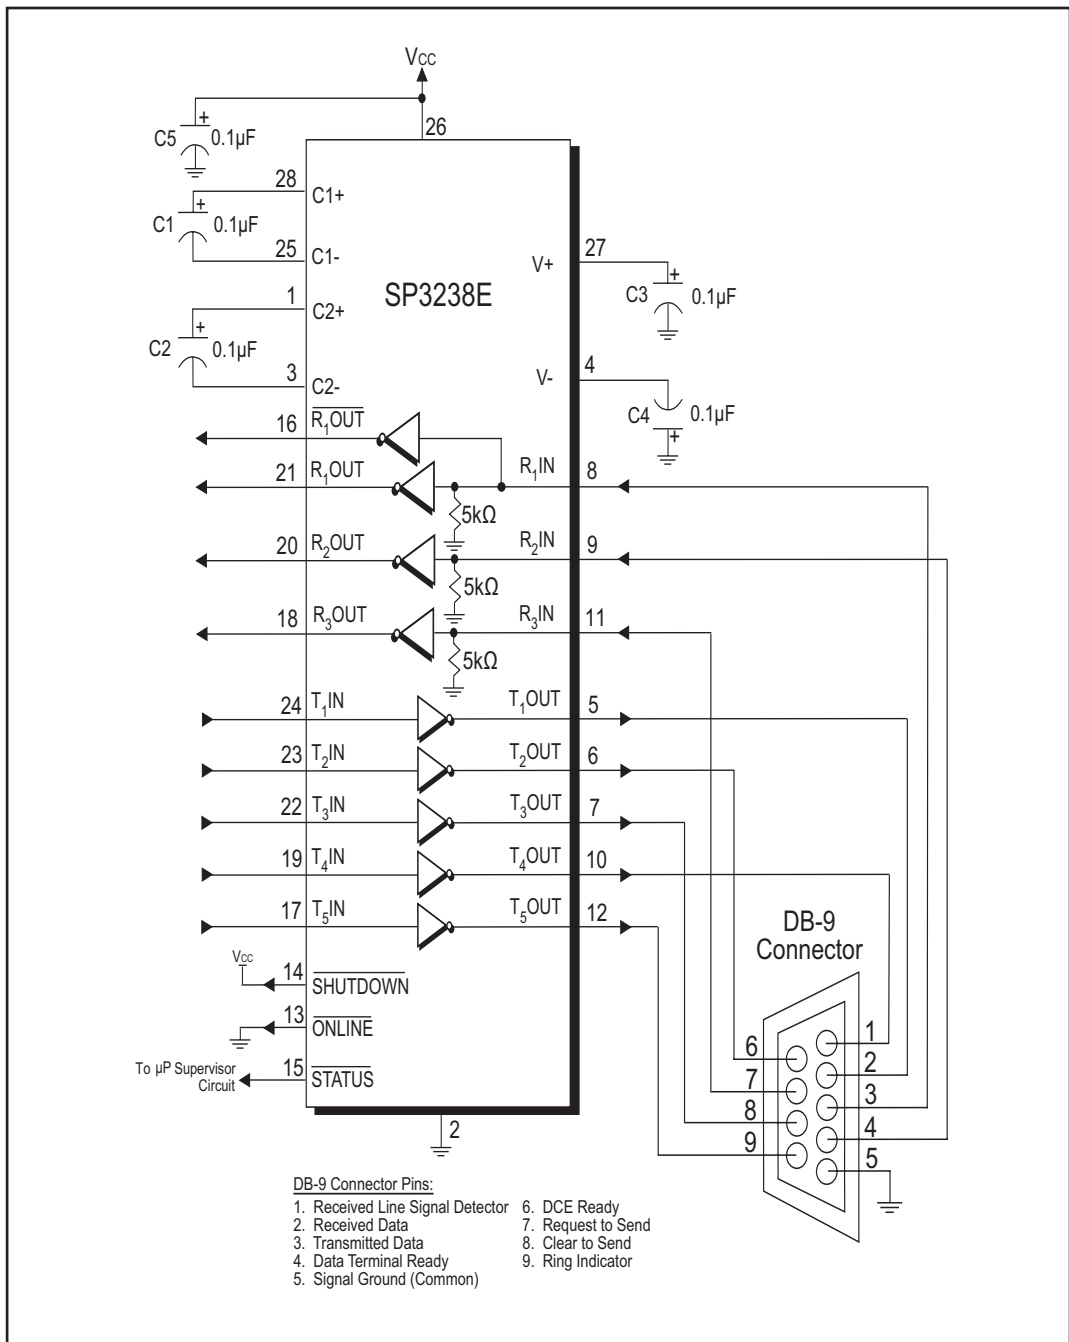 VCC
26
C5
+
0.1µF
28
C1+
C1
+
0.1µF
25
C1-
1
C2+
C2
+
0.1µF
3
C2-
SP3238E
V+
27
C3
+
0.1µF
V-
4
C4
0.1µF
+
16
R1OUT
21
R1OUT
R1IN
8
5kΩ
20
R2OUT
R2IN
9
5kΩ
18
R3OUT
R3IN
11
5kΩ
24
T1IN
T1OUT
5
23
T2IN
T2OUT
6
22
T3IN
T3OUT
7
19
T4IN
T4OUT
10
17
T5IN
T5OUT
12
VCC
14
SHUTDOWN
13
ONLINE
To µP Supervisor
Circuit
15
STATUS
2
DB-9
Connector
6
7
8
9
1
2
3
4
5
DB-9 Connector Pins:
1. Received Line Signal Detector
2. Received Data
3. Transmitted Data
4. Data Terminal Ready
5. Signal Ground (Common)
6. DCE Ready
7. Request to Send
8. Clear to Send
9. Ring Indicator